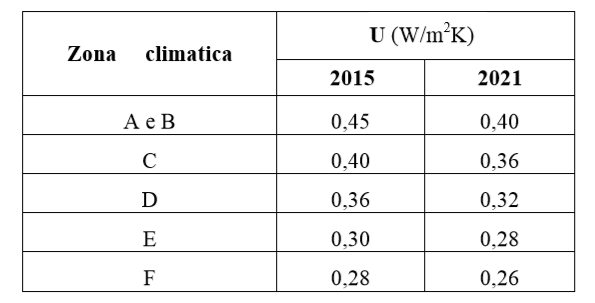 Zona climatica U (W/m²K)
2015 2021
A e B 0,45 0,40
C 0,40 0,36
D 0,36 0,32
E 0,30 0,28
F 0,28 0,26